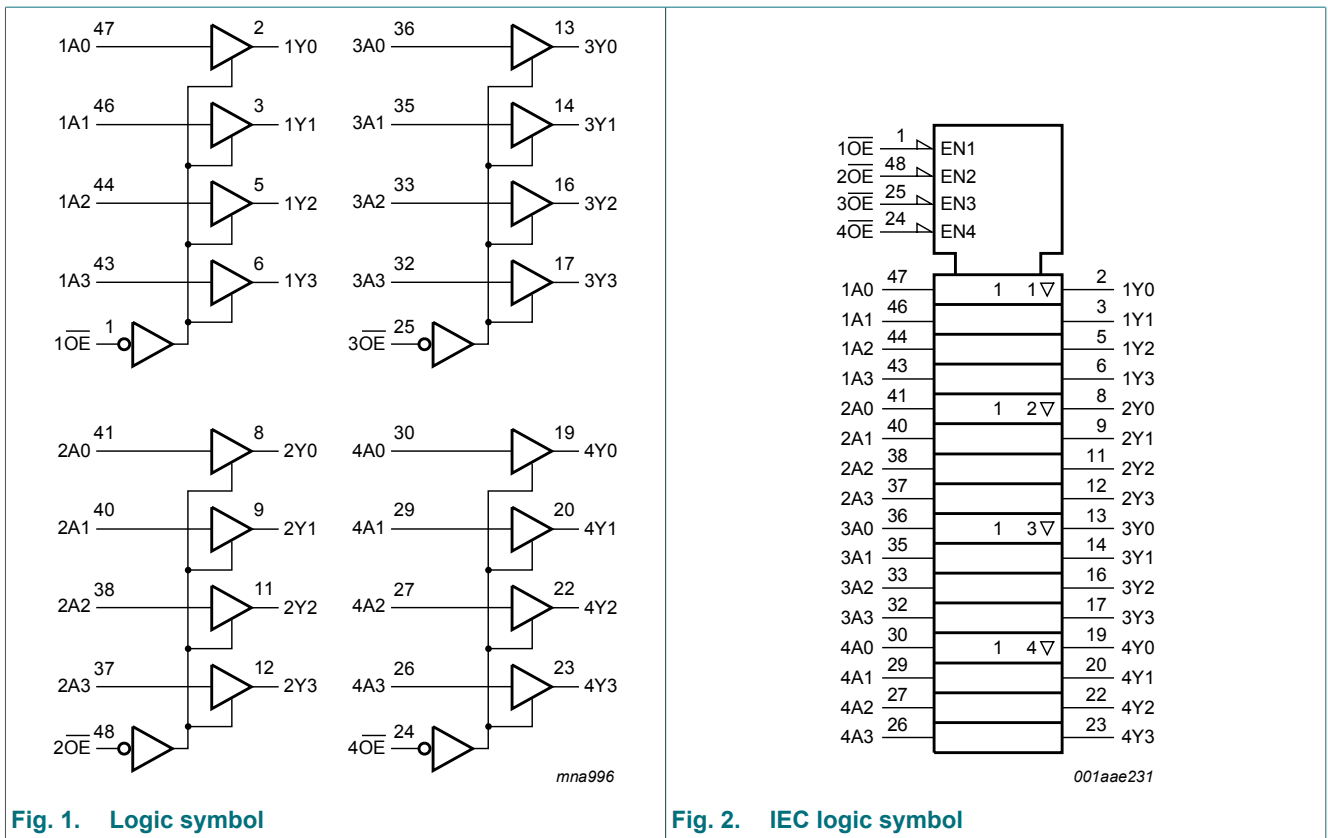 1A0 47 2 1Y0
1A1 46 3 1Y1
1A2 44 5 1Y2
1A3 43 6 1Y3
1O̅E̅ 1
3A0 36 13 3Y0
3A1 35 14 3Y1
3A2 33 16 3Y2
3A3 32 17 3Y3
3O̅E̅ 25
2A0 41 8 2Y0
2A1 40 9 2Y1
2A2 38 11 2Y2
2A3 37 12 2Y3
2O̅E̅ 48
4A0 30 19 4Y0
4A1 29 20 4Y1
4A2 27 22 4Y2
4A3 26 23 4Y3
4O̅E̅ 24
mna996
Fig. 1. Logic symbol
1O̅E̅ 1 EN1
2O̅E̅ 48 EN2
3O̅E̅ 25 EN3
4O̅E̅ 24 EN4
1A0 47 1 1▽ 2 1Y0
1A1 46 3 1Y1
1A2 44 5 1Y2
1A3 43 6 1Y3
2A0 41 1 2▽ 8 2Y0
2A1 40 9 2Y1
2A2 38 11 2Y2
2A3 37 12 2Y3
3A0 36 1 3▽ 13 3Y0
3A1 35 14 3Y1
3A2 33 16 3Y2
3A3 32 17 3Y3
4A0 30 1 4▽ 19 4Y0
4A1 29 20 4Y1
4A2 27 22 4Y2
4A3 26 23 4Y3
001aae231
Fig. 2. IEC logic symbol